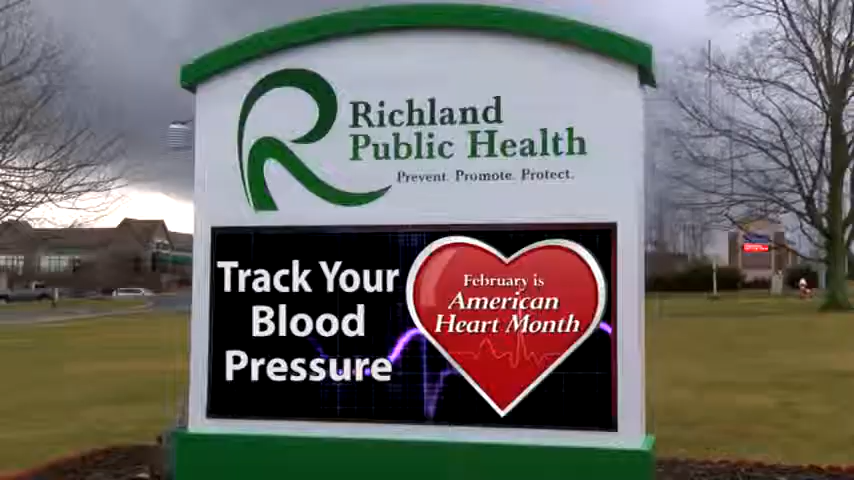 Richland
Public Health
Prevent. Promote. Protect.
Track Your
Blood
Pressure
February is
American
Heart Month